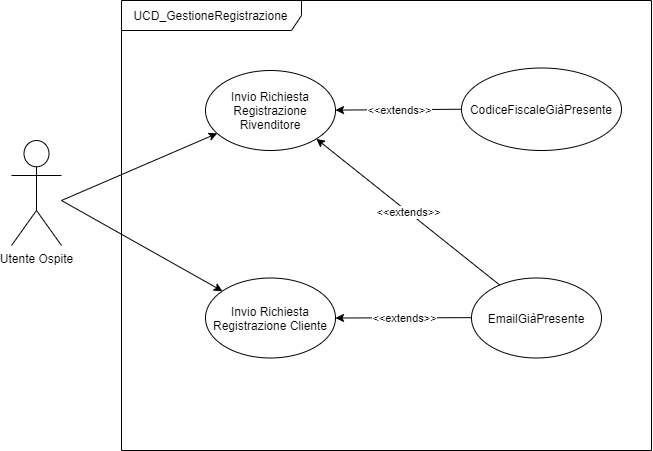 UCD_GestioneRegistrazione
Invio Richiesta
Registrazione
Rivenditore
<<extends>>
CodiceFiscaleGiàPresente
<<extends>>
Utente Ospite
Invio Richiesta
Registrazione Cliente
<<extends>>
EmailGiàPresente